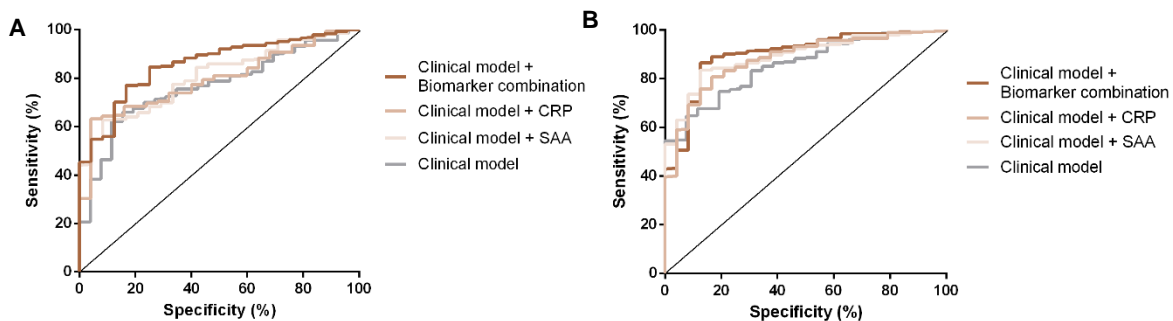 A
Sensitivity (%)
100
80
60
40
20
0
0 20 40 60 80 100
Specificity (%)
Clinical model +
Biomarker combination
Clinical model + CRP
Clinical model + SAA
Clinical model
B
Sensitivity (%)
100
80
60
40
20
0
0 20 40 60 80 100
Specificity (%)
Clinical model +
Biomarker combination
Clinical model + CRP
Clinical model + SAA
Clinical model